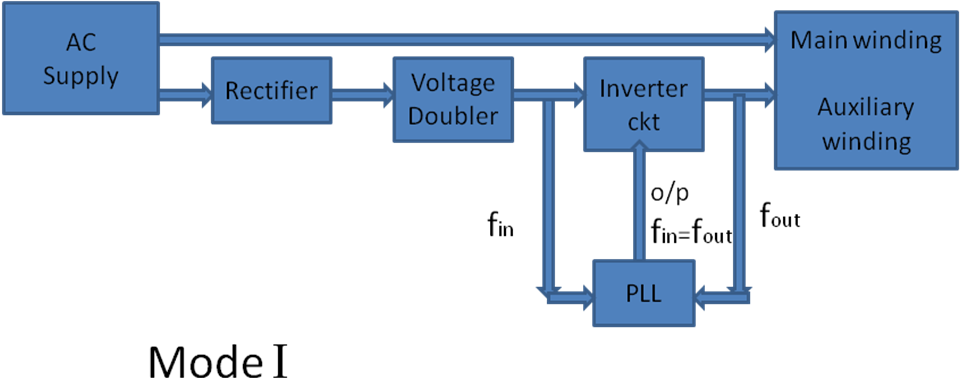 AC
Supply
Rectifier
Voltage
Doubler
Inverter
ckt
Main winding
Auxiliary
winding
o/p
fin=fout
fin
fout
PLL
Mode I